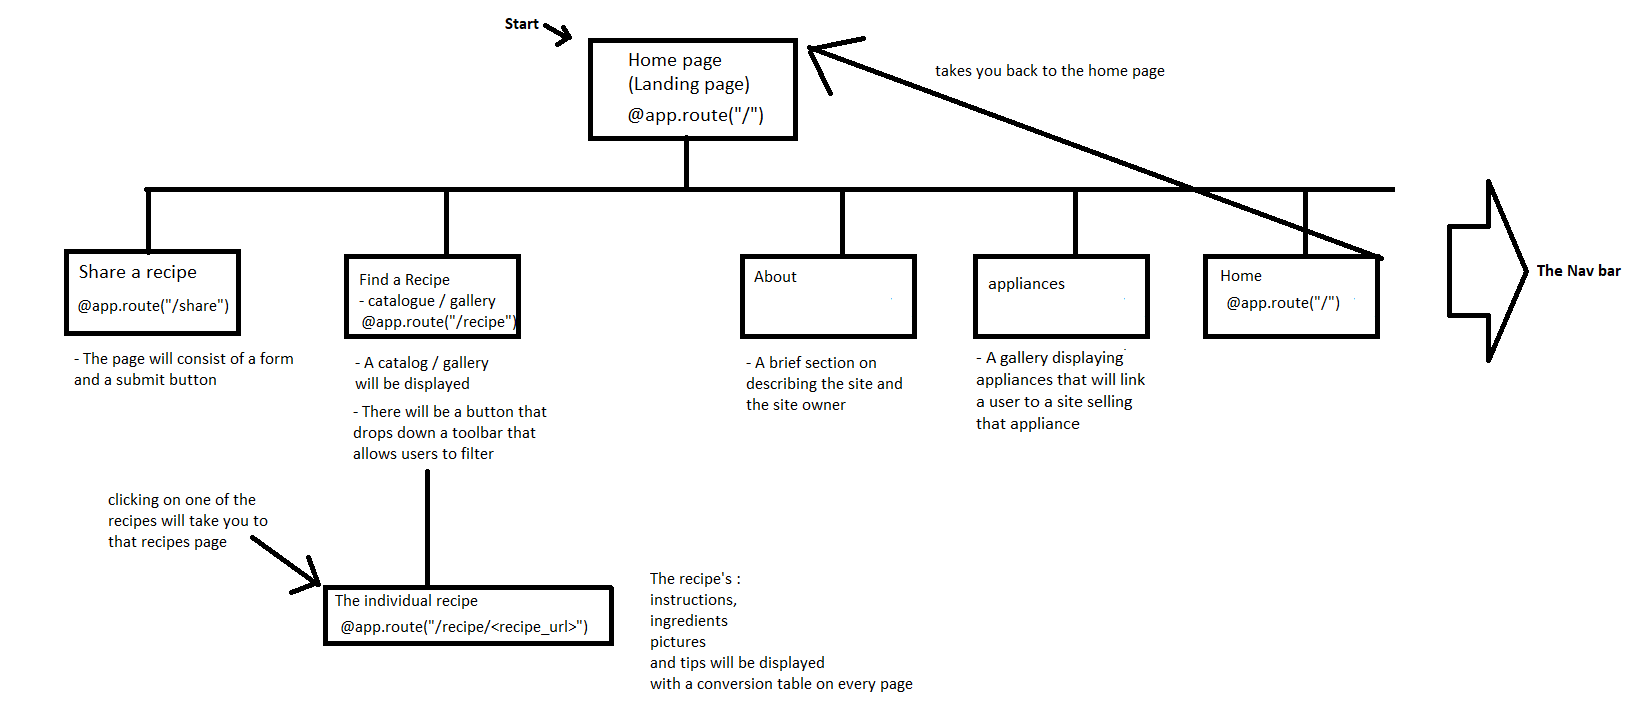 Start
Home page
(Landing page)
@app.route("/")
takes you back to the home page
Share a recipe
@app.route("/share")
Find a Recipe
- catalogue / gallery
@app.route("/recipe")
About
appliances
Home
@app.route("/")
The Nav bar
- The page will consist of a form
and a submit button
- A catalog / gallery
will be displayed
- There will be a button that
drops down a toolbar that
allows users to filter
- A brief section on
describing the site and
the site owner
- A gallery displaying
appliances that will link
a user to a site selling
that appliance
clicking on one of the
recipes will take you to
that recipes page
The individual recipe
@app.route("/recipe/<recipe_url>")
The recipe's :
instructions,
ingredients
pictures
and tips will be displayed
with a conversion table on every page